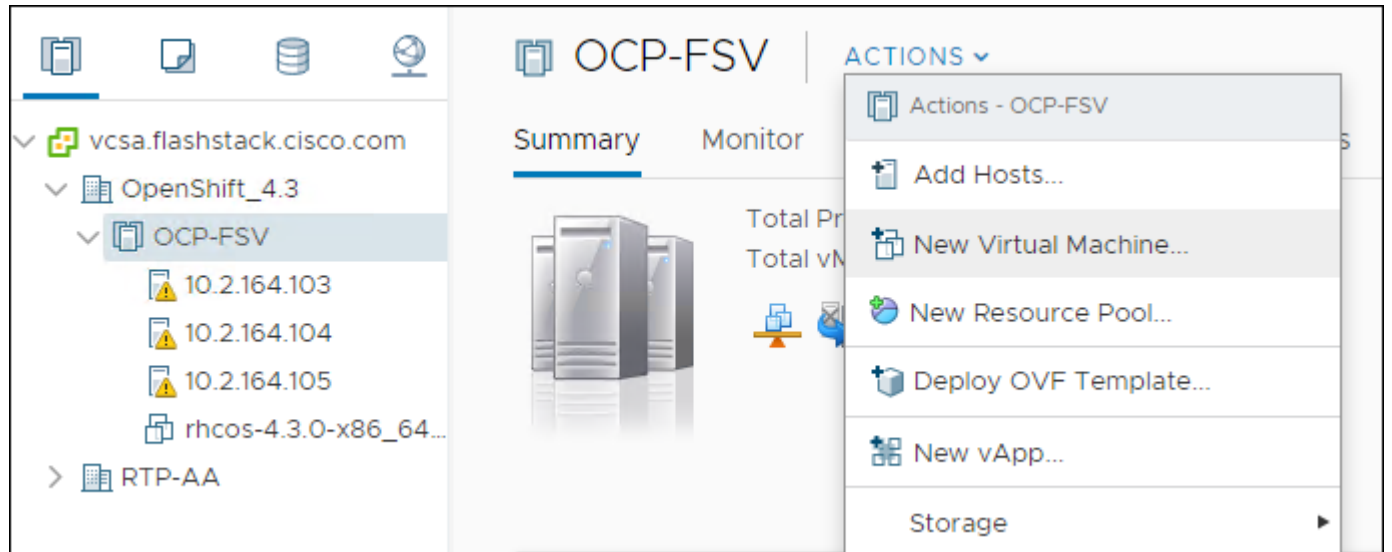 OCP-FSV
ACTIONS
Actions - OCP-FSV
vcsa.flashstack.cisco.com
Summary
Monitor
Add Hosts...
OpenShift_4.3
OCP-FSV
Total
New Virtual Machine...
Total
10.2.164.103
New Resource Pool...
10.2.164.104
10.2.164.105
Deploy OVF Template...
rhcos-4.3.0-x86_64...
New vApp...
RTP-AA
Storage